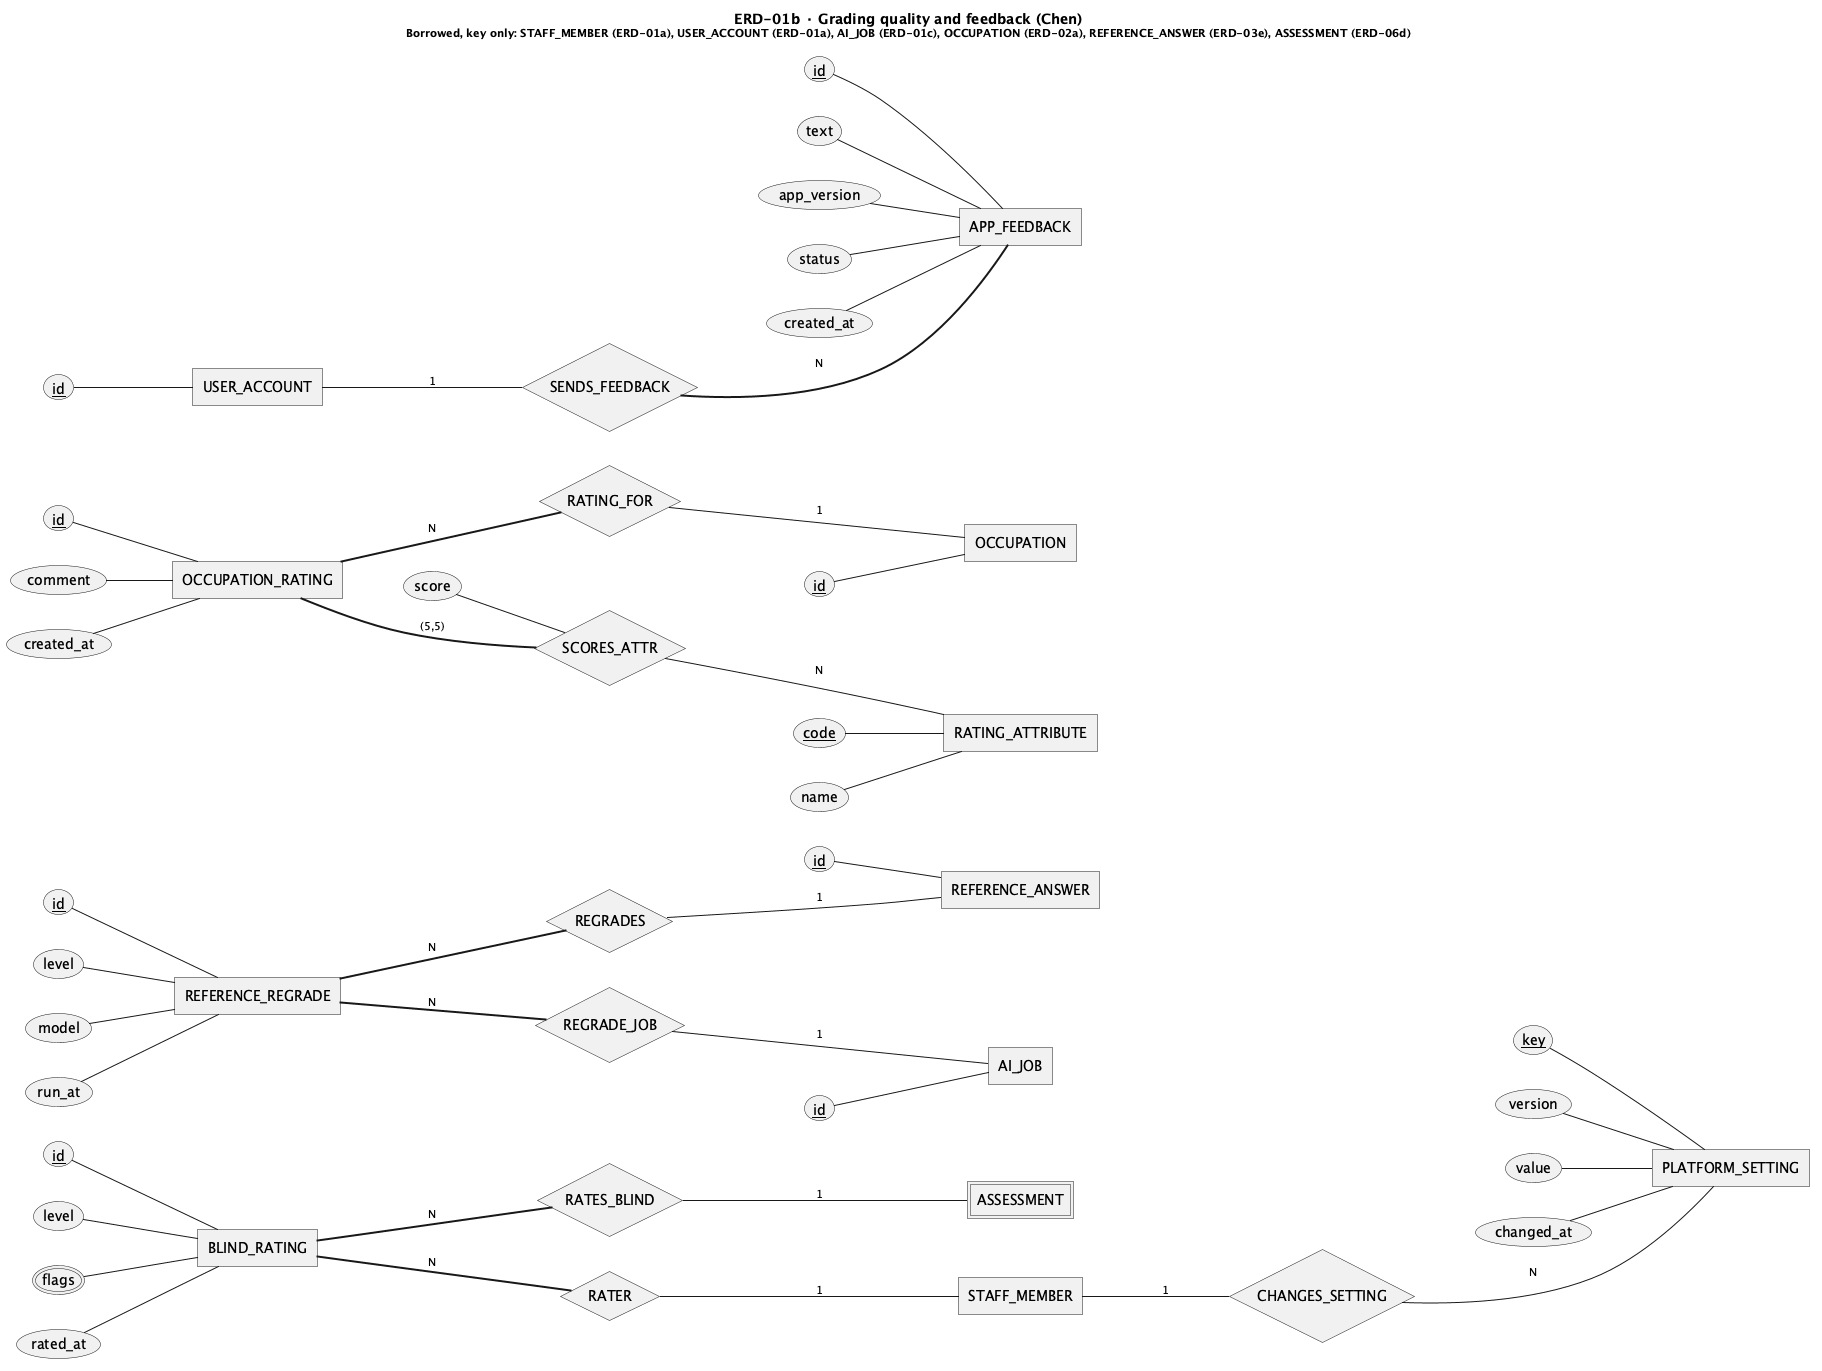 ERD-01b · Grading quality and feedback (Chen)
Borrowed, key only: STAFF_MEMBER (ERD-01a), USER_ACCOUNT (ERD-01a), AI_JOB (ERD-01c), OCCUPATION (ERD-02a), REFERENCE_ANSWER (ERD-03e), ASSESSMENT (ERD-06d)
id
text
app_version
APP_FEEDBACK
status
created_at
N
id
USER_ACCOUNT
1
SENDS_FEEDBACK
id
comment
created_at
OCCUPATION_RATING
N
RATING_FOR
1
OCCUPATION
id
score
(5,5)
SCORES_ATTR
N
RATING_ATTRIBUTE
code
name
id
level
model
run_at
REFERENCE_REGRADE
N
REGRADES
1
id
REFERENCE_ANSWER
N
REGRADE_JOB
1
AI_JOB
id
id
level
flags
rated_at
BLIND_RATING
N
RATES_BLIND
1
ASSESSMENT
N
RATER
1
STAFF_MEMBER
1
CHANGES_SETTING
N
key
version
value
changed_at
PLATFORM_SETTING